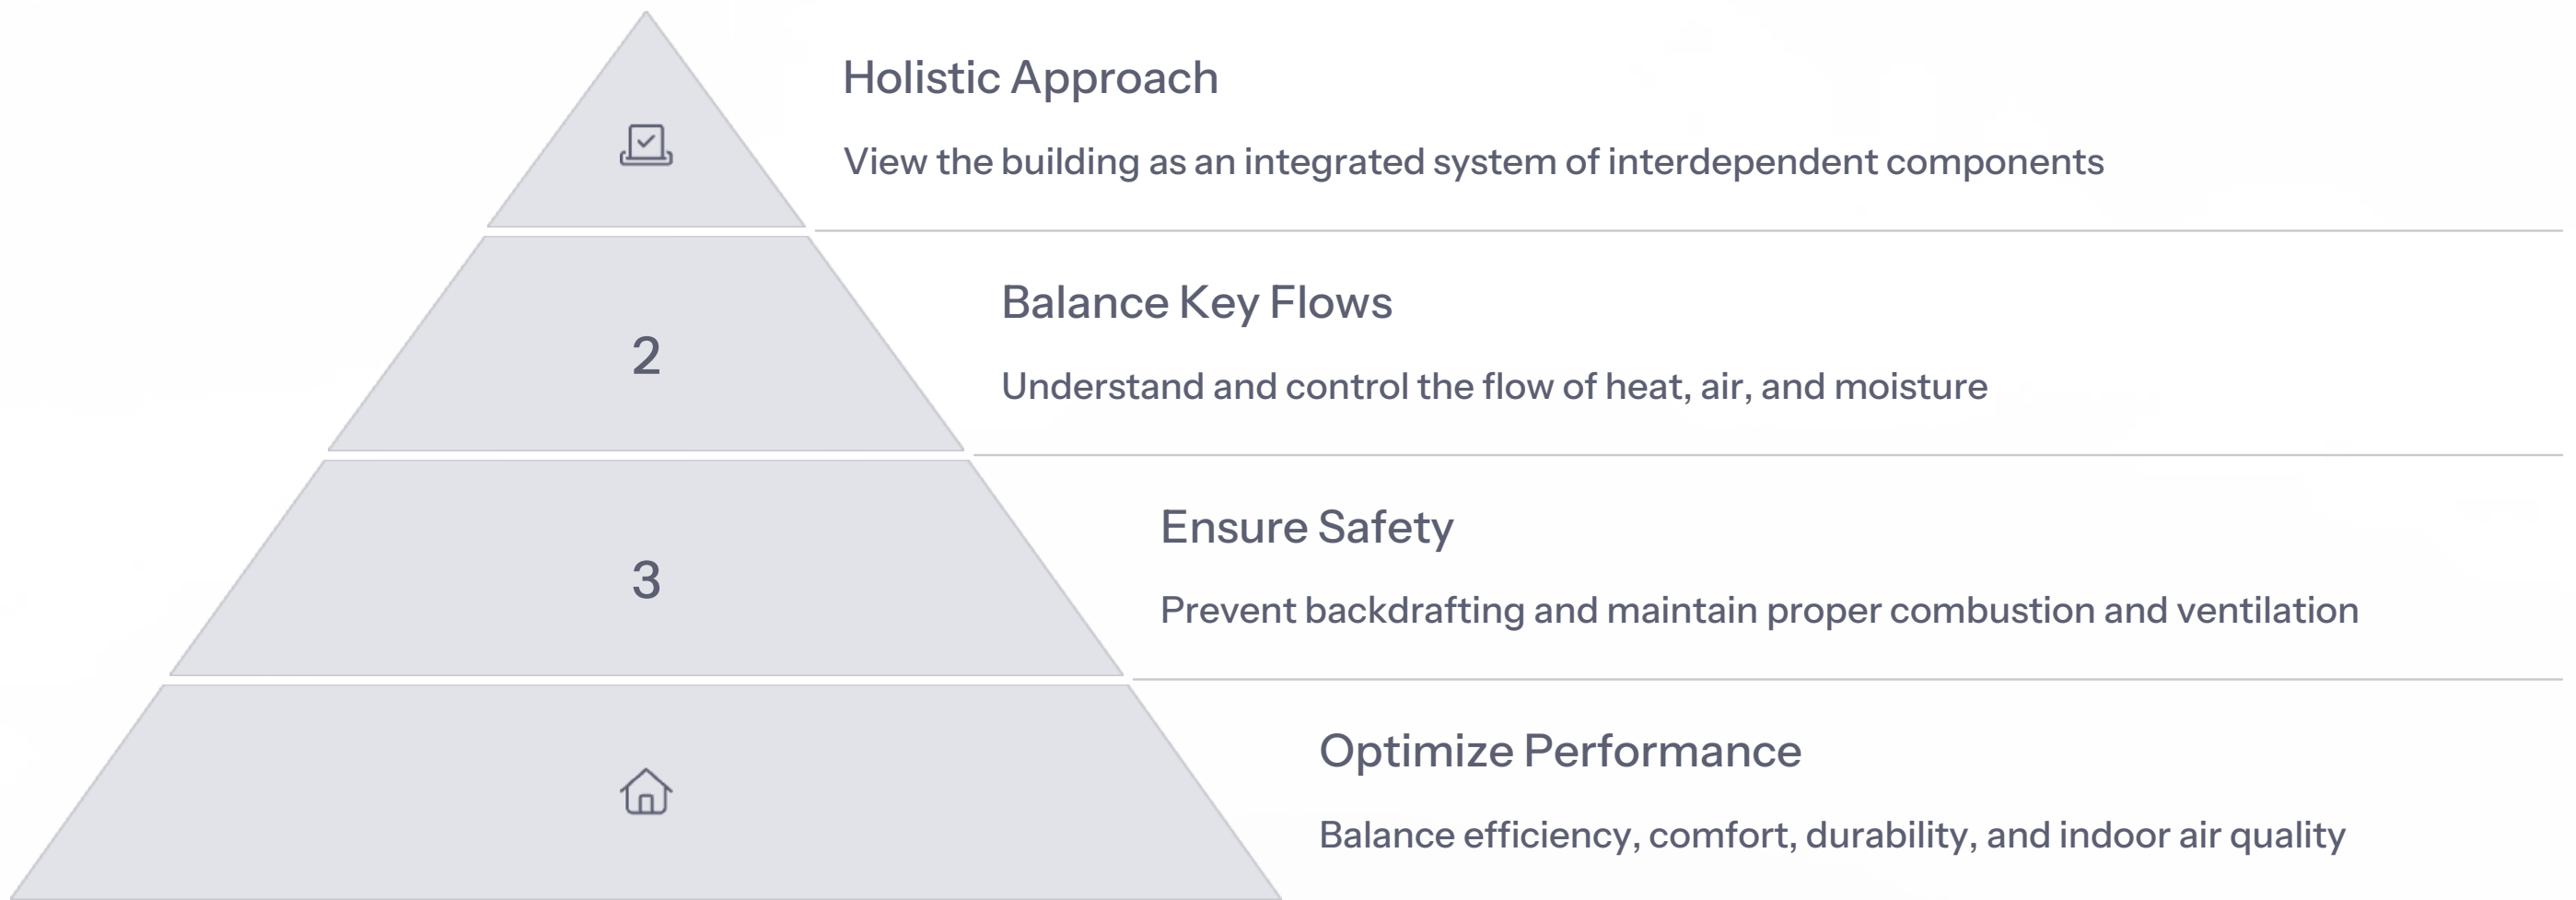 Holistic Approach
View the building as an integrated system of interdependent components
Balance Key Flows
2
Understand and control the flow of heat, air, and moisture
Ensure Safety
3
Prevent backdrafting and maintain proper combustion and ventilation
Optimize Performance
Balance efficiency, comfort, durability, and indoor air quality